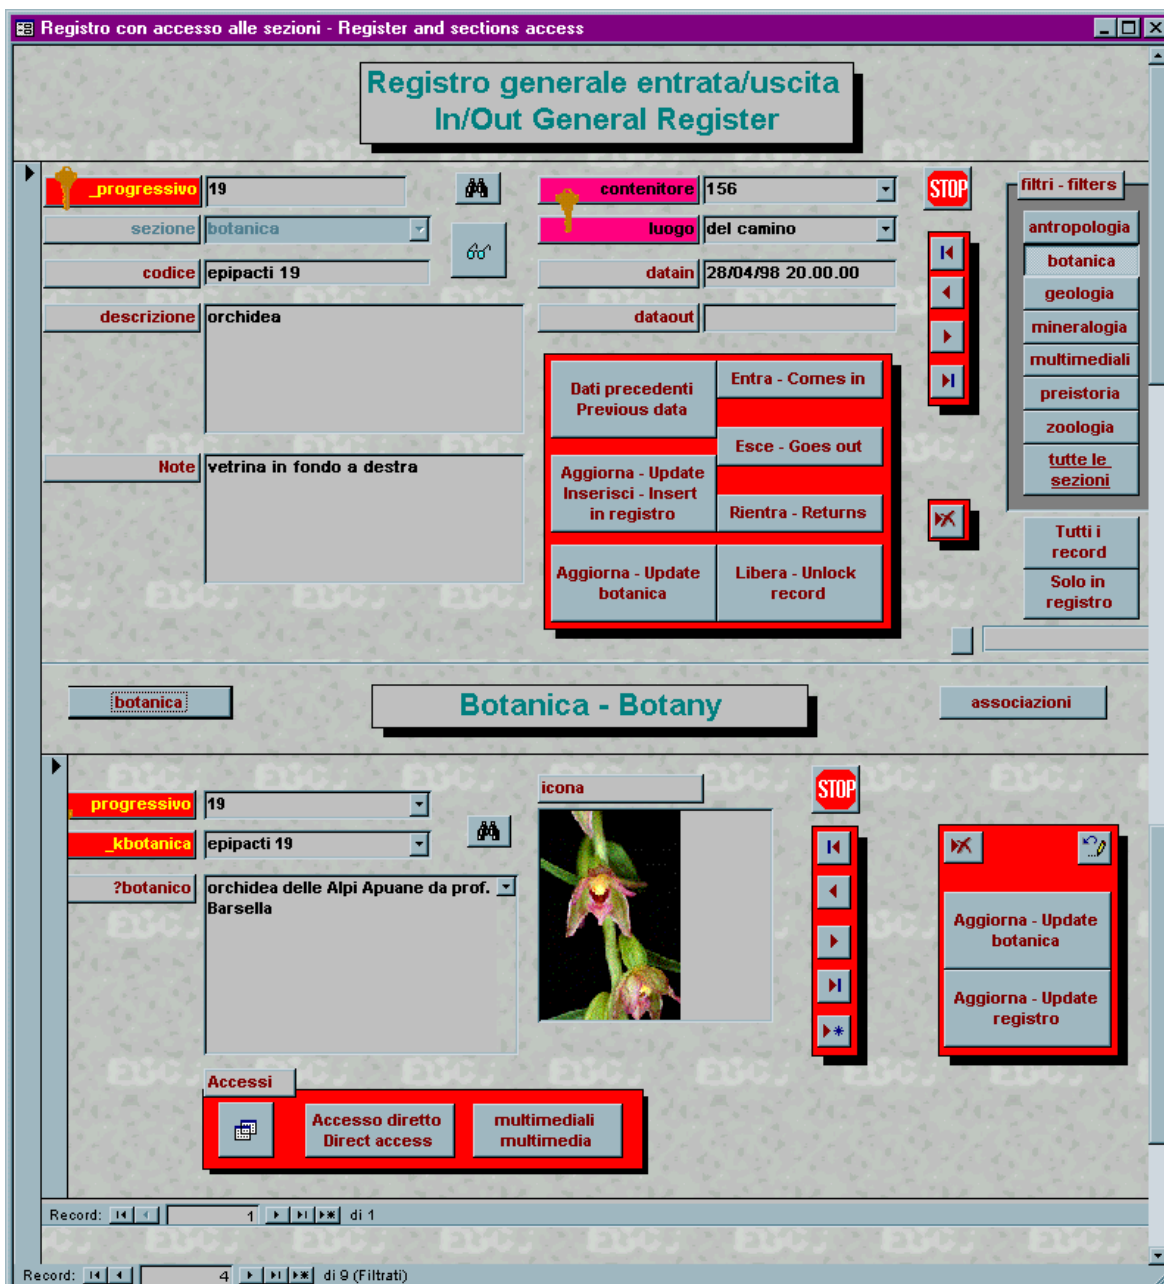 Registro con accesso alle sezioni - Register and sections access
Registro generale entrata/uscita
In/Out General Register
_progressivo 19
sezione botanica
codice epipacti 19
descrizione orchidea
Note vetrina in fondo a destra
contenitore 156
luogo del camino
datain 28/04/98 20.00.00
dataout
STOP
filtri - filters
antropologia
botanica
geologia
mineralogia
multimediali
preistoria
zoologia
tutte le
sezioni
Tutti i
record
Solo in
registro
Dati precedenti
Previous data
Entra - Comes in
Esce - Goes out
Aggiorna - Update
Inserisci - Insert
in registro
Rientra - Returns
Aggiorna - Update
botanica
Libera - Unlock
record
botanica
Botanica - Botany
associazioni
progressivo 19
_kbotanica epipacti 19
?botanico orchidea delle Alpi Apuane da prof.
Barsella
icona
STOP
Aggiorna - Update
botanica
Aggiorna - Update
registro
Accessi
Accesso diretto
Direct access
multimediali
multimedia
Record: 1 di 1
Record: 4 di 9 (Filtrati)